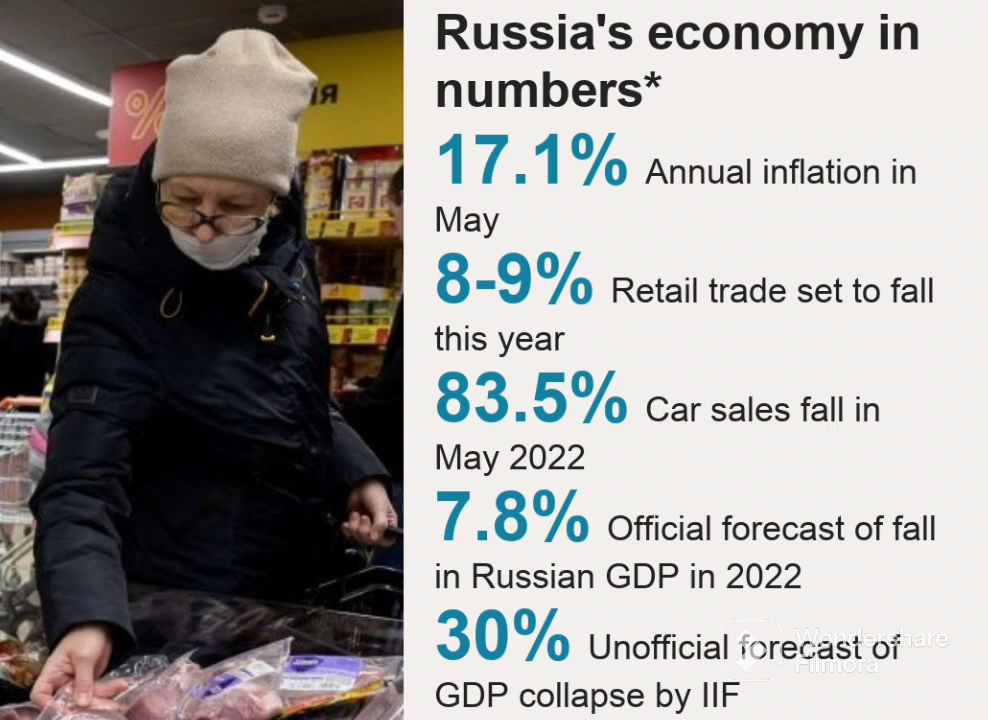 %
ія
Russia's economy in
numbers*
17.1% Annual inflation in
May
8-9% Retail trade set to fall
this year
83.5% Car sales fall in
May 2022
7.8% Official forecast of fall
in Russian GDP in 2022
30% Unofficial forecast of
GDP collapse by IIF
Wondershare
Filmora